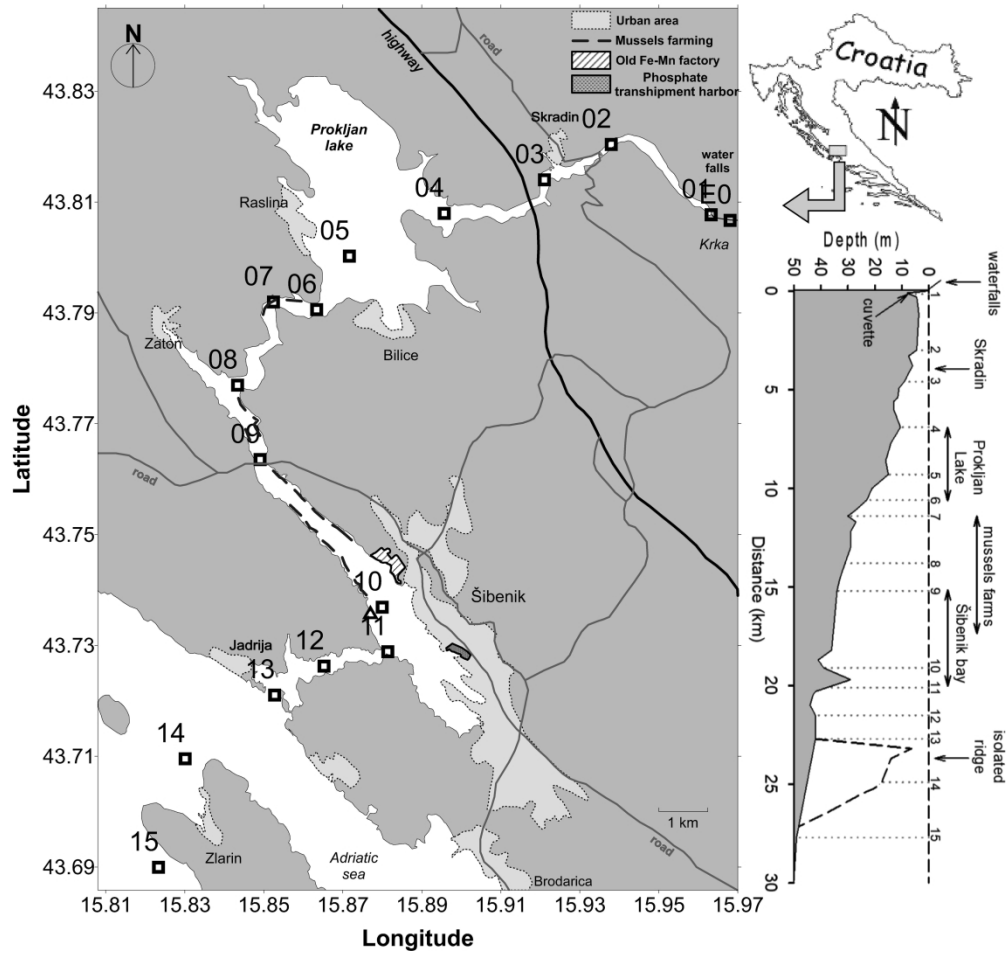 N
Urban area
Mussels farming
Old Fe-Mn factory
Phosphate
transhipment harbor
highway
road
Croatia
N
43.83
43.81
43.79
43.77
43.75
43.73
43.71
43.69
Latitude
Prokljan
lake
Skradin
02
03
water
falls
01
E0
Krka
04
Raslina
05
07
06
Zaton
Bilice
08
09
road
10
Šibenik
11
Jadrija
12
13
14
15
Zlarin
Adriatic
sea
1 km
road
Brodarica
15.81
15.83
15.85
15.87
15.89
15.91
15.93
15.95
15.97
Longitude
Depth (m)
50
40
30
20
10
0
0
5
10
15
20
25
30
Distance (km)
cuvette
1
2
3
4
5
6
7
8
9
10
11
12
13
14
15
waterfalls
Skradin
Prokljan
Lake
mussels farms
Šibenik bay
isolated
ridge